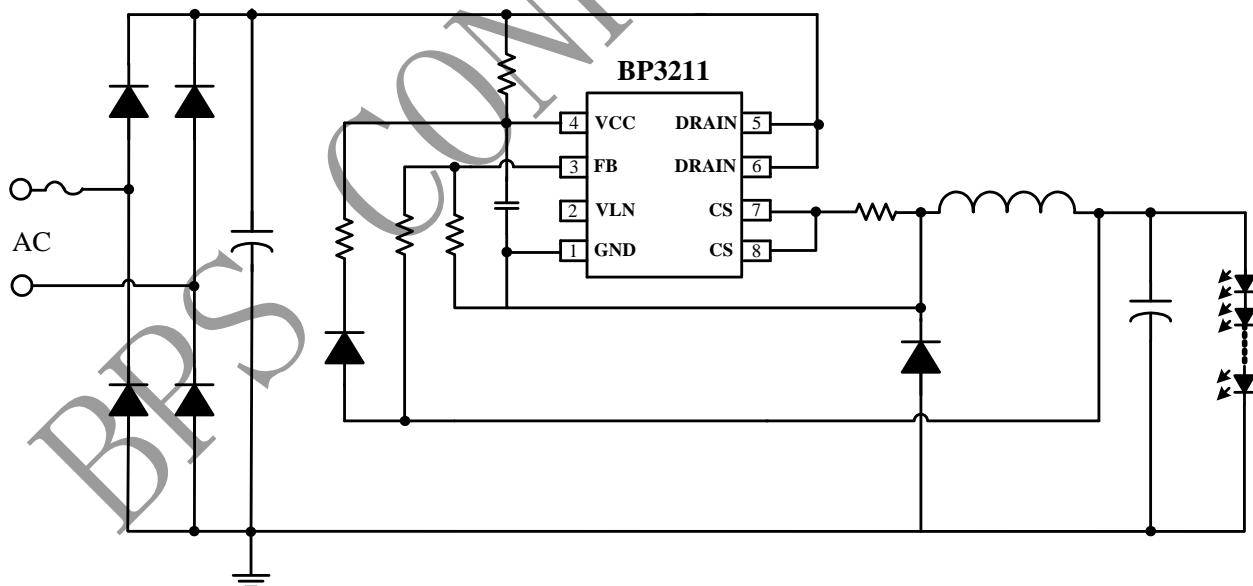 BP3211
4 VCC DRAIN 5
3 FB DRAIN 6
2 VLN CS 7
1 GND CS 8
AC
BPS CONF